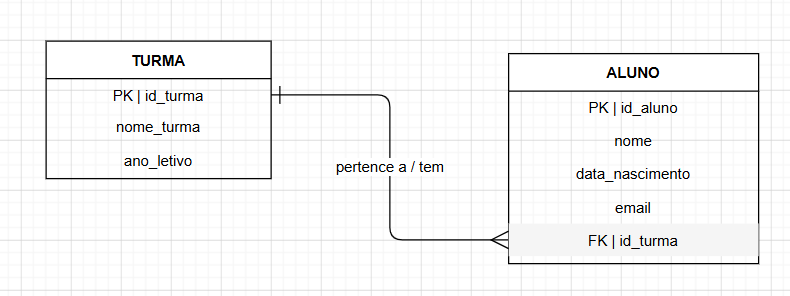 TURMA
PK | id_turma
nome_turma
ano_letivo
pertence a / tem
ALUNO
PK | id_aluno
nome
data_nascimento
email
FK | id_turma